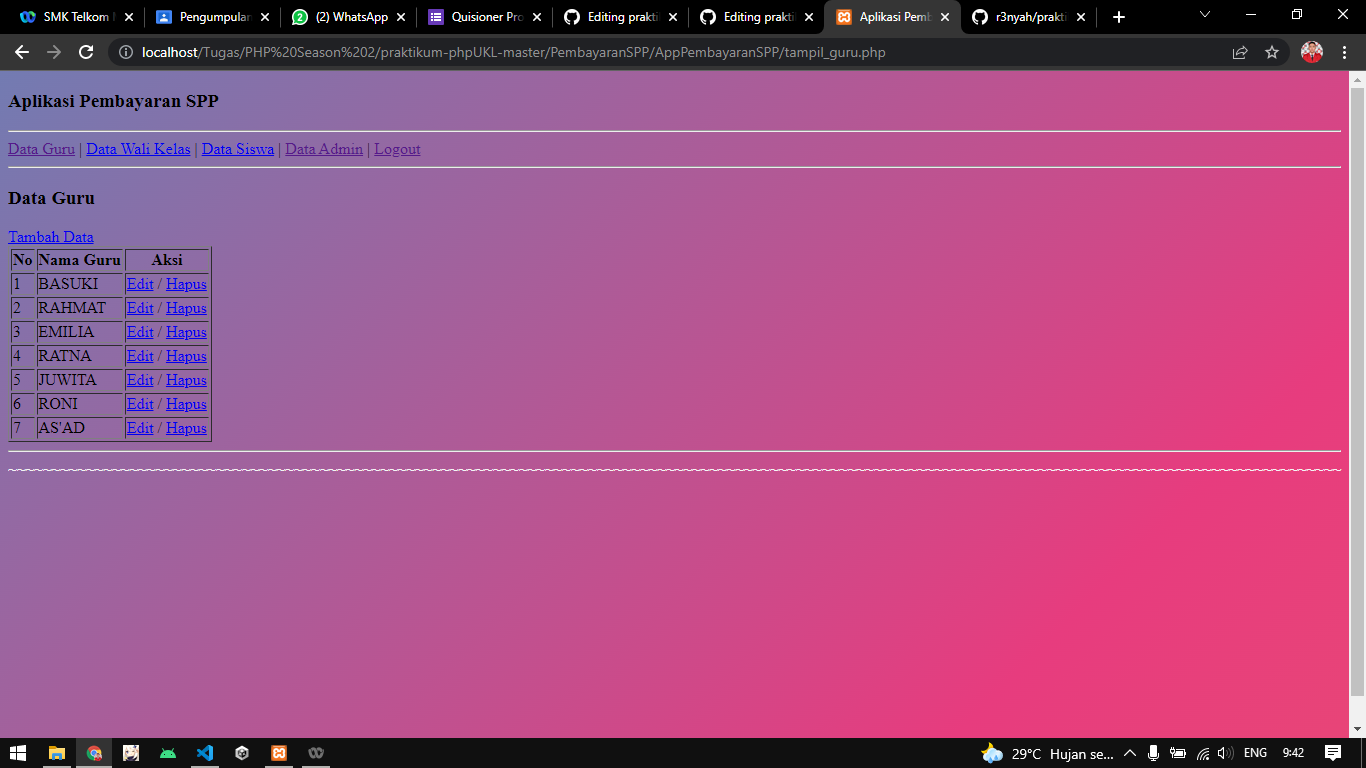 SMK Telkom
Pengumpulan
(2) WhatsApp
Quisioner Pro
Editing prakti
Editing prakti
Aplikasi Pemb
r3nyah/prakti
localhost/Tugas/PHP%20Season%202/praktikum-phpUKL-master/PembayaranSPP/AppPembayaranSPP/tampil_guru.php
Aplikasi Pembayaran SPP
Data Guru | Data Wali Kelas | Data Siswa | Data Admin | Logout
Data Guru
Tambah Data
No Nama Guru Aksi
1 BASUKI Edit / Hapus
2 RAHMAT Edit / Hapus
3 EMILIA Edit / Hapus
4 RATNA Edit / Hapus
5 JUWITA Edit / Hapus
6 RONI Edit / Hapus
7 AS'AD Edit / Hapus
29°C Hujan se... ENG 9:42